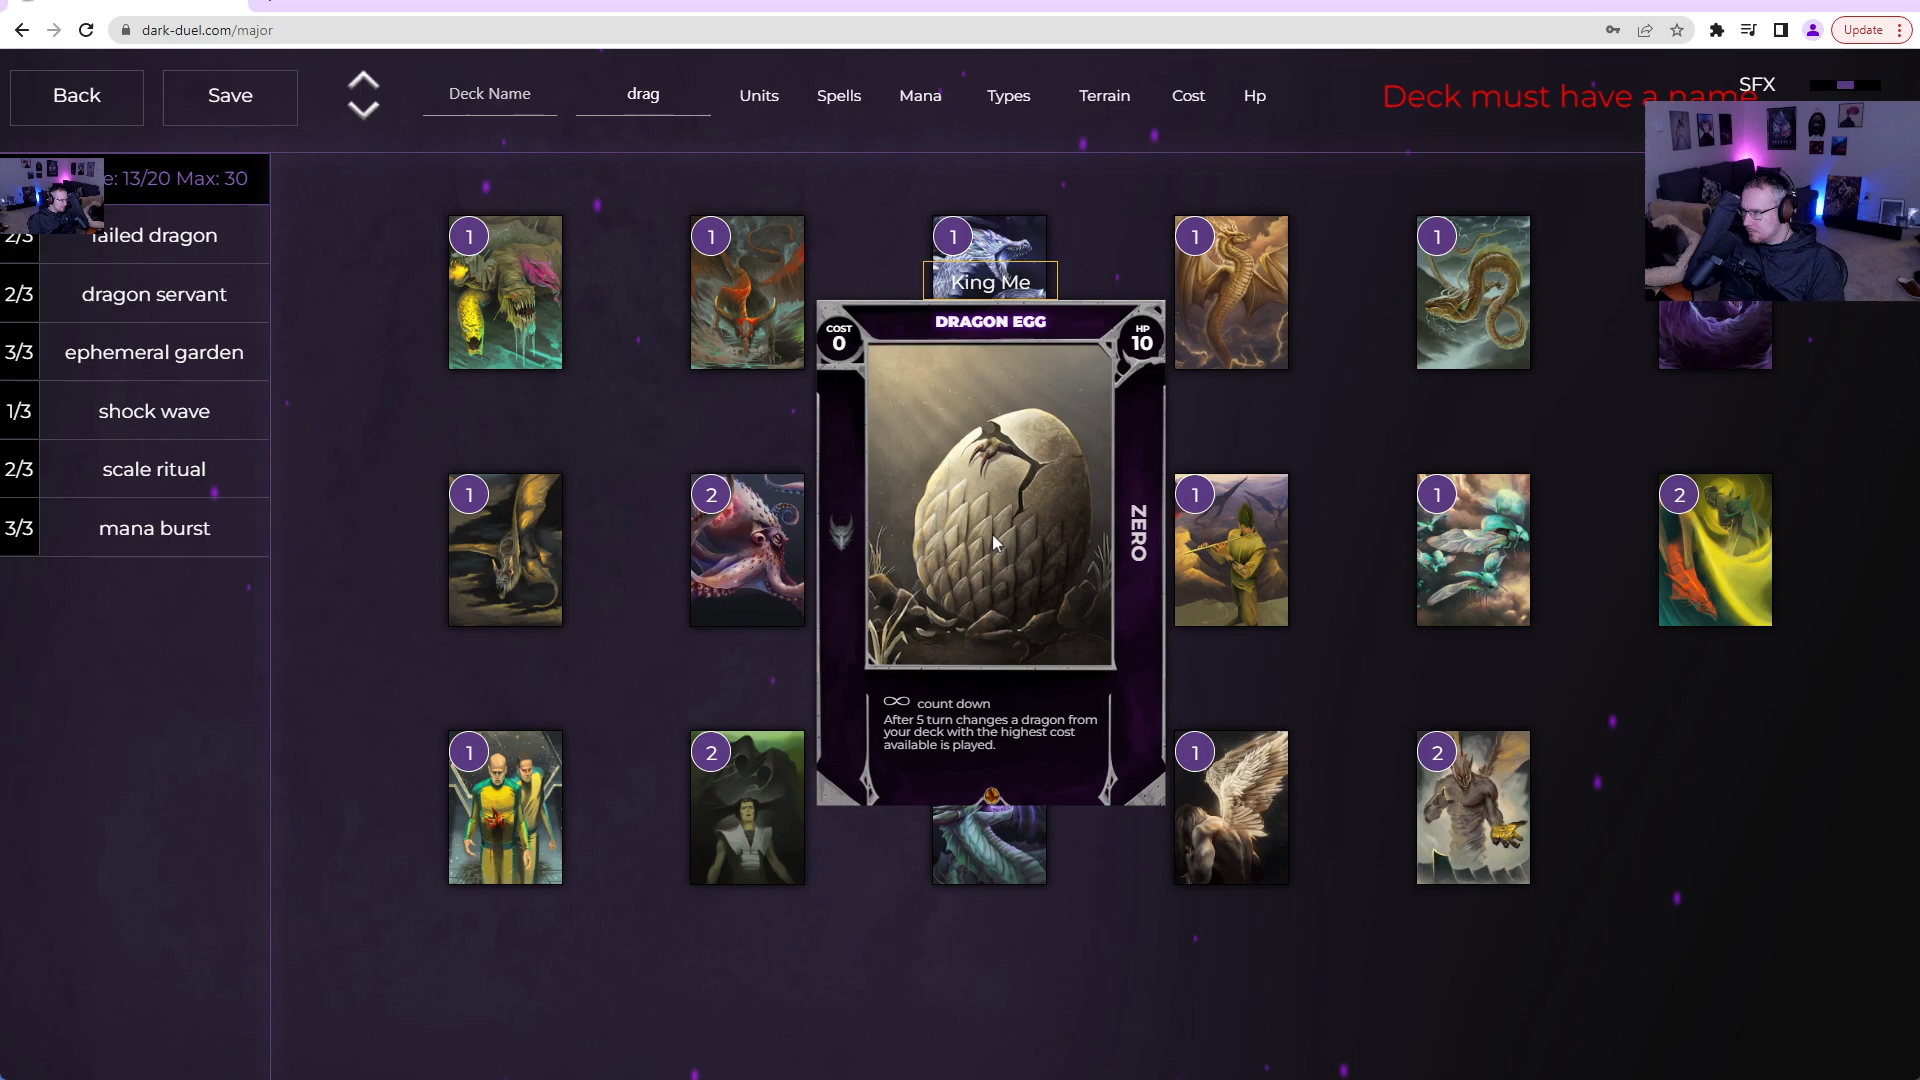 dark-duel.com/major
Update
Back
Save
Deck Name
drag
Units
Spells
Mana
Types
Terrain
Cost
Hp
Deck must have a name
SFX
e: 13/20 Max: 30
2/3 failed dragon
2/3 dragon servant
3/3 ephemeral garden
1/3 shock wave
2/3 scale ritual
3/3 mana burst
1
1
1
1
1
King Me
COST
0
DRAGON EGG
HP
10
ZERO
∞ count down
After 5 turn changes a dragon from
your deck with the highest cost
available is played.
1
2
1
1
2
1
2
1
2